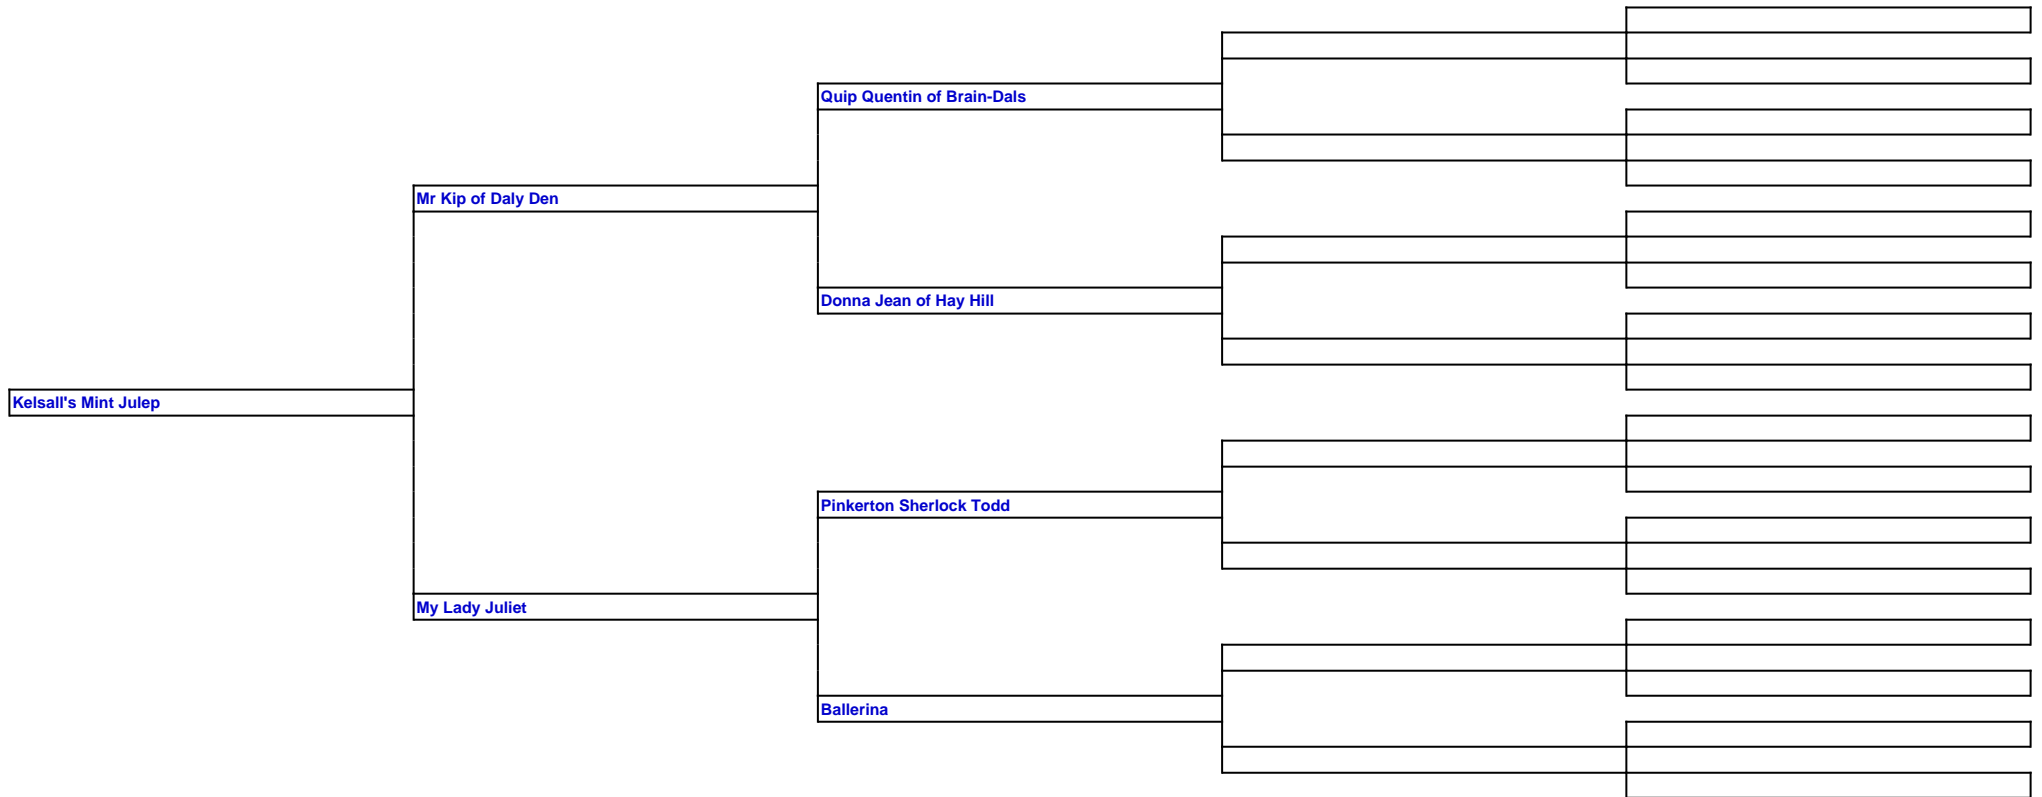 Quip Quentin of Brain-Dals
Mr Kip of Daly Den
Donna Jean of Hay Hill
Kelsall's Mint Julep
Pinkerton Sherlock Todd
My Lady Juliet
Ballerina